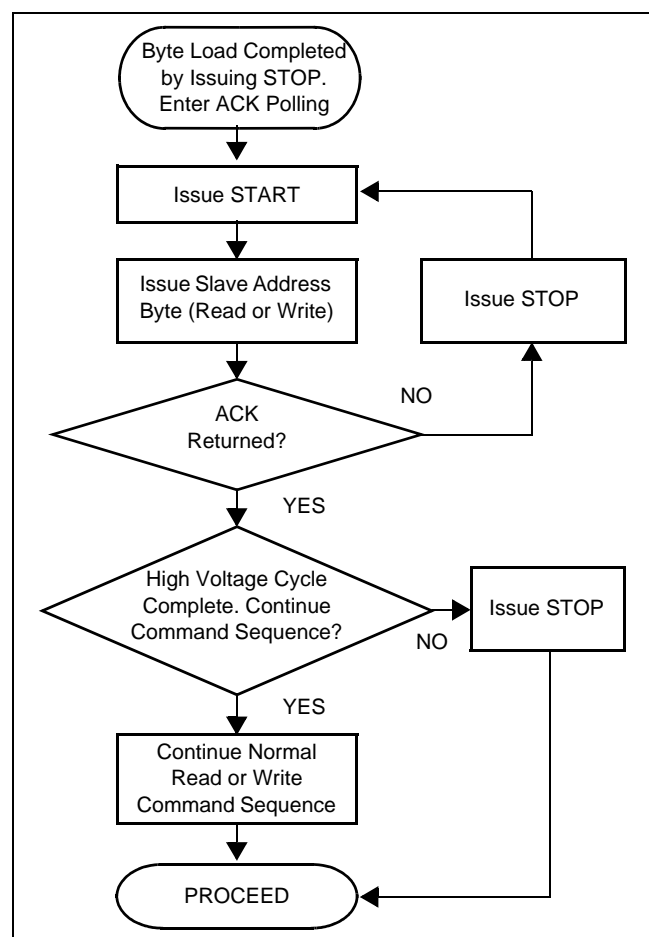 Byte Load Completed
by Issuing STOP.
Enter ACK Polling
Issue START
Issue Slave Address
Byte (Read or Write)
Issue STOP
NO
ACK
Returned?
YES
High Voltage Cycle
Complete. Continue
Command Sequence?
Issue STOP
NO
YES
Continue Normal
Read or Write
Command Sequence
PROCEED